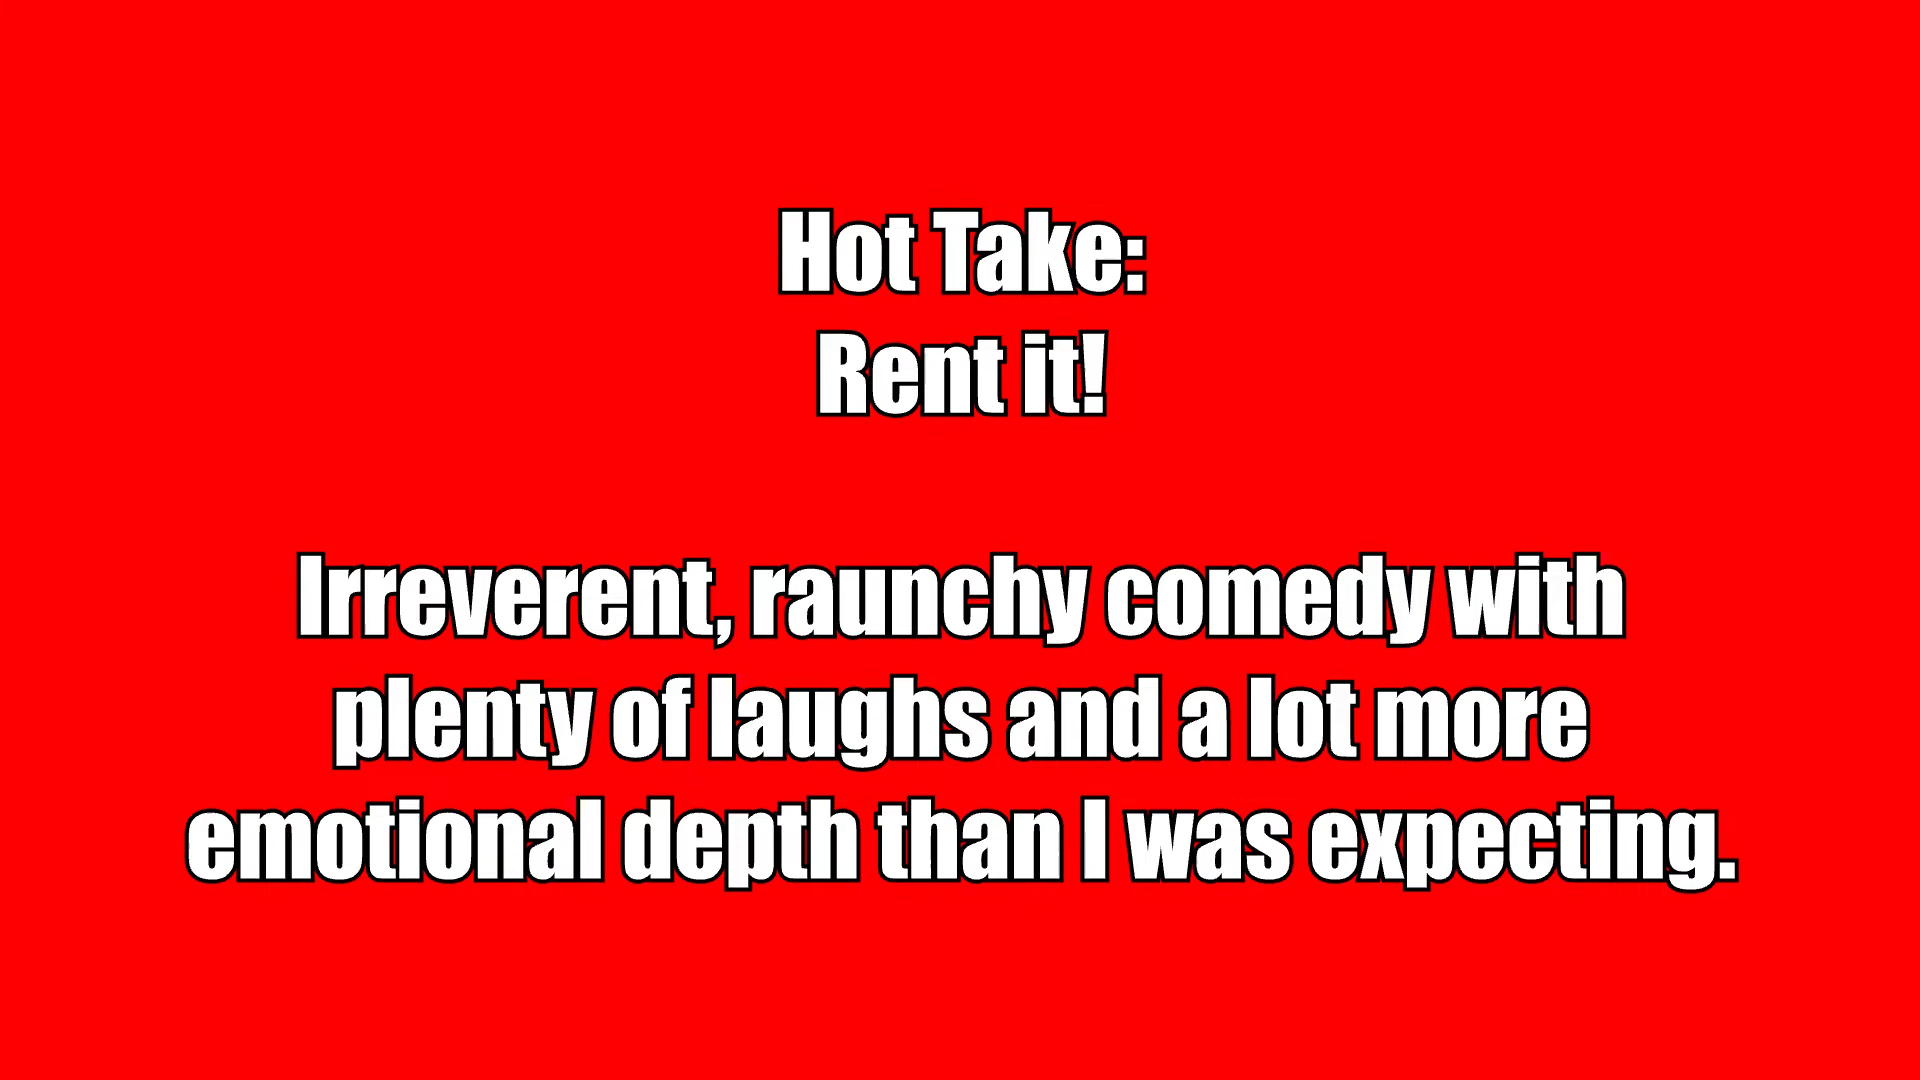 Hot Take:
Rent it!
Irreverent, raunchy comedy with
plenty of laughs and a lot more
emotional depth than I was expecting.